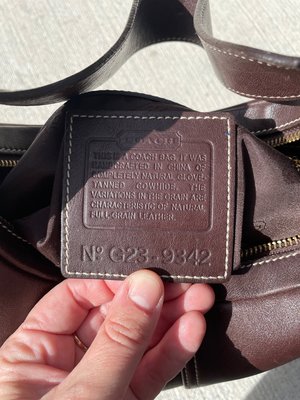 COACH
THIS IS A COACH BAG. IT WAS
HANDCRAFTED IN CHINA OF
COMPLETELY NATURAL GLOVE
TANNED COWHIDE. THE
VARIATIONS IN THE GRAIN ARE
CHARACTERISTIC OF NATURAL
FULL GRAIN LEATHER.
Nº G23-9342